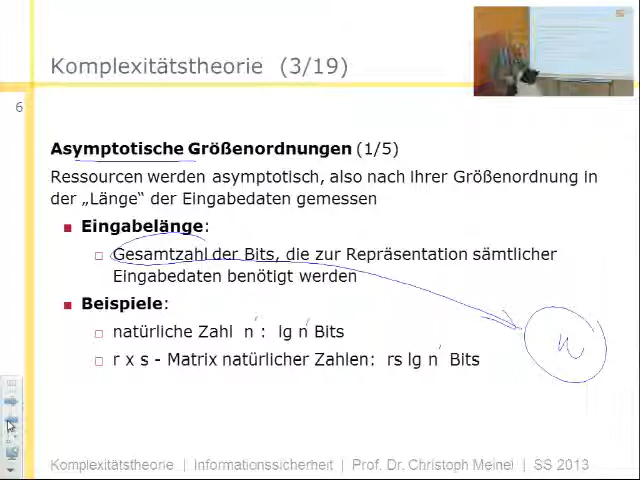 Komplexitätstheorie (3/19)
6
Asymptotische Größenordnungen (1/5)
Ressourcen werden asymptotisch, also nach ihrer Größenordnung in
der „Länge“ der Eingabedaten gemessen
Eingabelänge:
Gesamtzahl der Bits, die zur Repräsentation sämtlicher
Eingabedaten benötigt werden
n
Beispiele:
natürliche Zahl n' : lg n' Bits
r x s - Matrix natürlicher Zahlen: rs lg n' Bits
Komplexitätstheorie | Informationssicherheit | Prof. Dr. Christoph Meinel | SS 2013